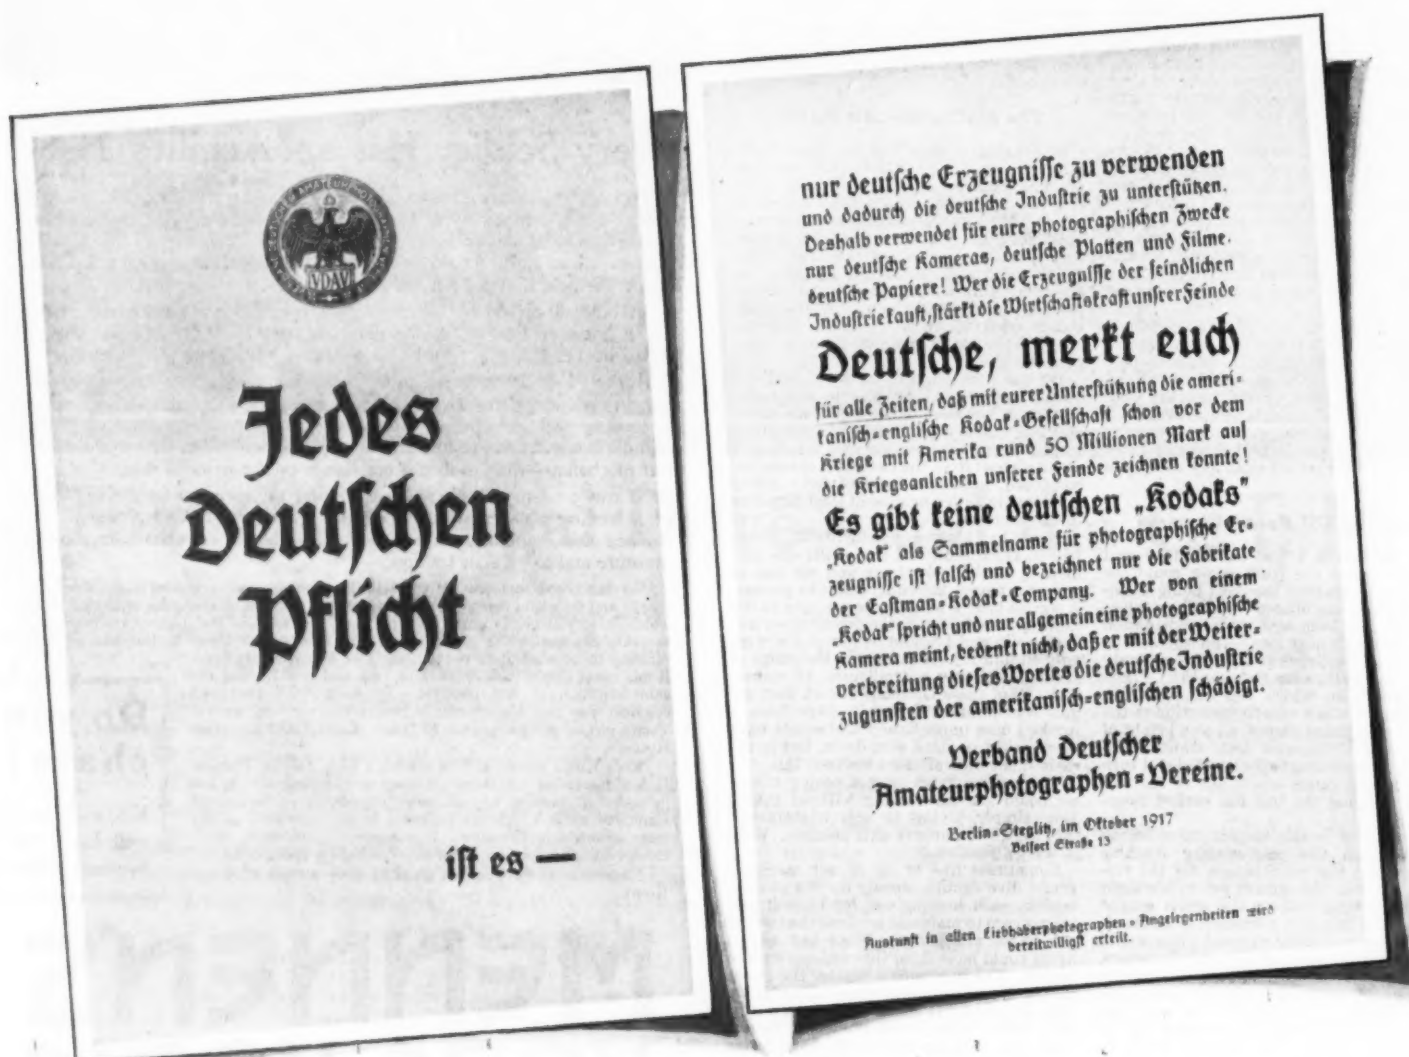 VDAV
Jedes
Deutschen
Pflicht
ist es —
nur deutsche Erzeugnisse zu verwenden
und dadurch die deutsche Industrie zu unterstützen.
Deshalb verwendet für eure photographischen Zwecke
nur deutsche Kameras, deutsche Platten und Filme,
deutsche Papiere! Wer die Erzeugnisse der feindlichen
Industrie kauft, stärkt die Wirtschaftskraft unsrer Feinde
Deutsche, merkt euch
für alle Zeiten, daß mit eurer Unterstützung die ameri-
kanisch-englische Kodak-Gesellschaft schon vor dem
Kriege mit Amerika rund 50 Millionen Mark auf
die Kriegsanleihen unserer Feinde zeichnen konnte!
Es gibt keine deutschen „Kodaks"
„Kodak" als Sammelname für photographische Er-
zeugnisse ist falsch und bezeichnet nur die Fabrikate
der Eastman-Kodak-Company. Wer von einem
„Kodak" spricht und nur allgemein eine photographische
Kamera meint, bedenkt nicht, daß er mit der Weiter-
verbreitung dieses Wortes die deutsche Industrie
zugunsten der amerikanisch-englischen schädigt.
Verband Deutscher
Amateurphotographen-Vereine.
Berlin-Steglitz, im Oktober 1917
Belfort Straße 13
Auskunft in allen Liebhaberphotographen-Angelegenheiten wird
bereitwilligst erteilt.